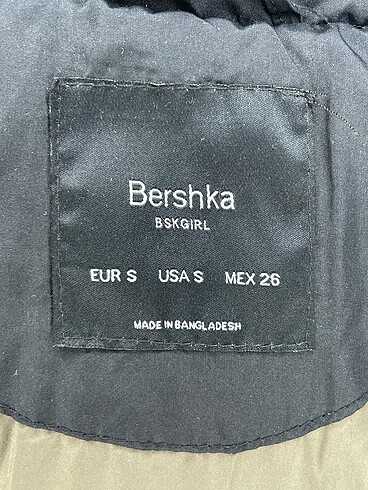 Bershka
BSKGIRL
EUR S USA S MEX 26
MADE IN BANGLADESH